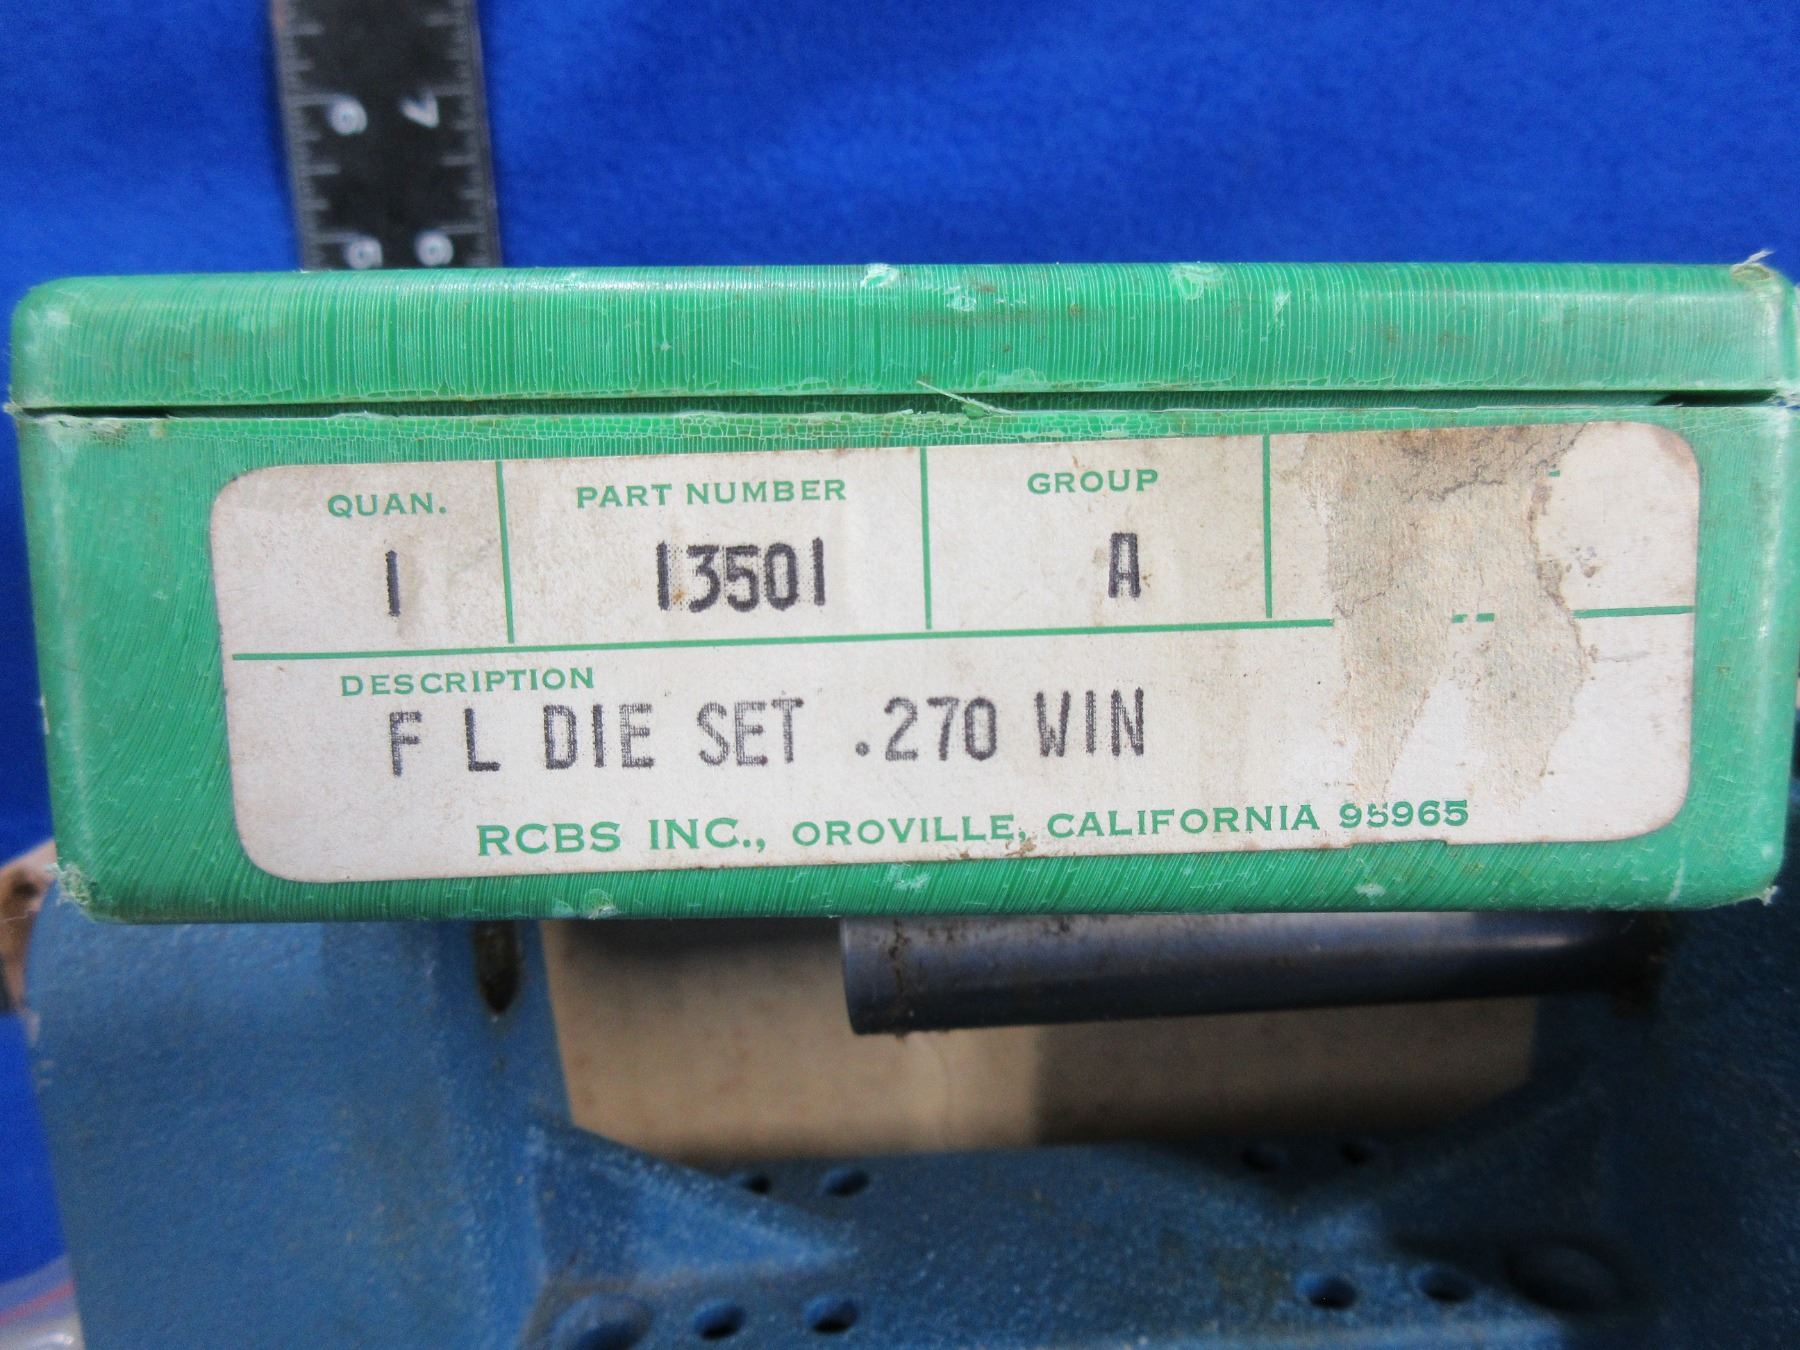 QUAN. PART NUMBER GROUP
1 13501 A
DESCRIPTION
F L DIE SET .270 WIN
RCBS INC., OROVILLE, CALIFORNIA 95965